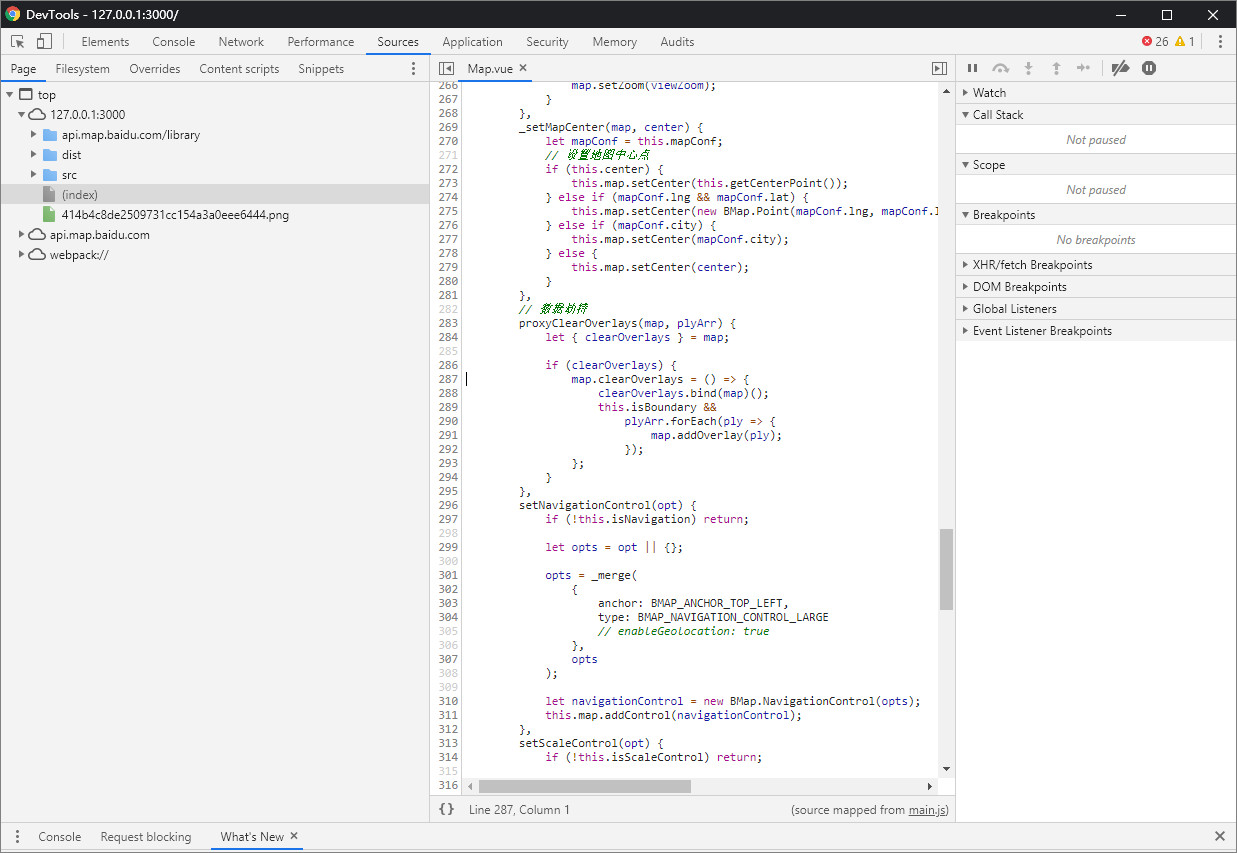 DevTools - 127.0.0.1:3000/
Elements Console Network Performance Sources Application Security Memory Audits 26 1
Page Filesystem Overrides Content scripts Snippets
Map.vue
top
127.0.0.1:3000
api.map.baidu.com/library
dist
src
(index)
414b4c8de2509731cc154a3a0eee6444.png
api.map.baidu.com
webpack://
266 map.setZoom(viewZoom);
267 }
268 },
269 _setMapCenter(map, center) {
270 let mapConf = this.mapConf;
271 // 设置地图中心点
272 if (this.center) {
273 this.map.setCenter(this.getCenterPoint());
274 } else if (mapConf.lng && mapConf.lat) {
275 this.map.setCenter(new BMap.Point(mapConf.lng, mapConf.l
276 } else if (mapConf.city) {
277 this.map.setCenter(mapConf.city);
278 } else {
279 this.map.setCenter(center);
280 }
281 },
282 // 数据劫持
283 proxyClearOverlays(map, plyArr) {
284 let { clearOverlays } = map;
285
286 if (clearOverlays) {
287 map.clearOverlays = () => {
288 clearOverlays.bind(map)();
289 this.isBoundary &&
290 plyArr.forEach(ply => {
291 map.addOverlay(ply);
292 });
293 };
294 }
295 },
296 setNavigationControl(opt) {
297 if (!this.isNavigation) return;
298
299 let opts = opt || {};
300
301 opts = _merge(
302 {
303 anchor: BMAP_ANCHOR_TOP_LEFT,
304 type: BMAP_NAVIGATION_CONTROL_LARGE
305 // enableGeolocation: true
306 },
307 opts
308 );
309
310 let navigationControl = new BMap.NavigationControl(opts);
311 this.map.addControl(navigationControl);
312 },
313 setScaleControl(opt) {
314 if (!this.isScaleControl) return;
315
316
{} Line 287, Column 1 (source mapped from main.js)
Watch
Call Stack
Not paused
Scope
Not paused
Breakpoints
No breakpoints
XHR/fetch Breakpoints
DOM Breakpoints
Global Listeners
Event Listener Breakpoints
Console Request blocking What's New